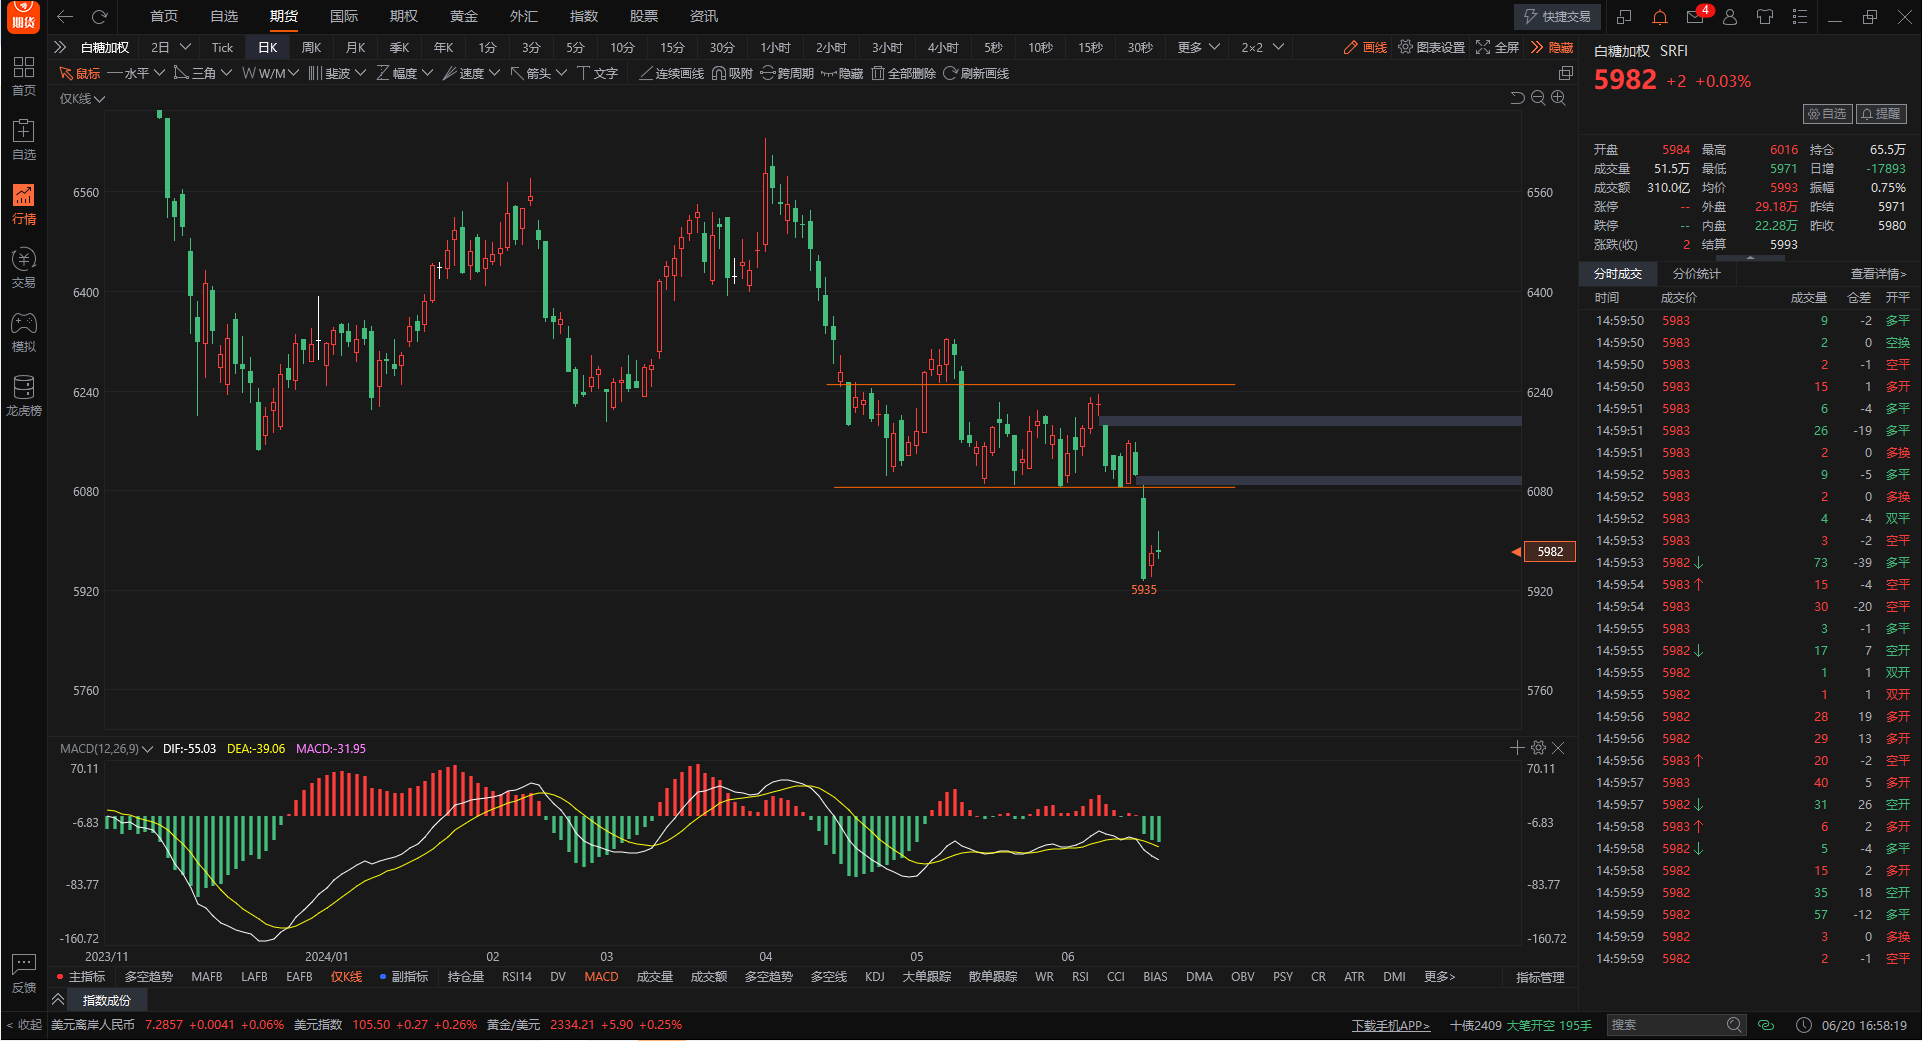 期货 首页 自选 期货 国际 期权 黄金 外汇 指数 股票 资讯 快捷交易 4
白糖加权 2日 Tick 日K 周K 月K 季K 年K 1分 3分 5分 10分 15分 30分 1小时 2小时 3小时 4小时 5秒 10秒 15秒 30秒 更多 2×2 画线 图表设置 全屏 隐藏
鼠标 水平 三角 W/M 斐波 幅度 速度 箭头 文字 连续画线 吸附 跨周期 隐藏 全部删除 刷新画线
仅K线
首页
自选
行情
交易
模拟
龙虎榜
反馈
< 收起
6560 6560
6400 6400
6240 6240
6080 6080
5982
5920 5935 5920
5760 5760
MACD(12,26,9) DIF:-55.03 DEA:-39.06 MACD:-31.95
70.11 70.11
-6.83 -6.83
-83.77 -83.77
-160.72 -160.72
2023/11 2024/01 02 03 04 05 06
主指标 多空趋势 MAFB LAFB EAFB 仅K线 副指标 持仓量 RSI14 DV MACD 成交量 成交额 多空趋势 多空线 KDJ 大单跟踪 散单跟踪 WR RSI CCI BIAS DMA OBV PSY CR ATR DMI 更多> 指标管理
指数成份
白糖加权 SRFI
5982 +2 +0.03%
自选 提醒
开盘 5984 最高 6016 持仓 65.5万
成交量 51.5万 最低 5971 日增 -17893
成交额 310.0亿 均价 5993 振幅 0.75%
涨停 -- 外盘 29.18万 昨结 5971
跌停 -- 内盘 22.28万 昨收 5980
涨跌(收) 2 结算 5993
分时成交 分价统计 查看详情>
时间 成交价 成交量 仓差 开平
14:59:50 5983 9 -2 多平
14:59:50 5983 2 0 空换
14:59:50 5983 2 -1 空平
14:59:50 5983 15 1 多开
14:59:51 5983 6 -4 多平
14:59:51 5983 26 -19 多平
14:59:51 5983 2 0 多换
14:59:52 5983 9 -5 多平
14:59:52 5983 2 0 多换
14:59:52 5983 4 -4 双平
14:59:53 5983 3 -2 空平
14:59:53 5982↓ 73 -39 多平
14:59:54 5983↑ 15 -4 空平
14:59:54 5983 30 -20 空平
14:59:55 5983 3 -1 多平
14:59:55 5982↓ 17 7 空开
14:59:55 5982 1 1 双开
14:59:55 5982 1 1 双开
14:59:56 5982 28 19 多开
14:59:56 5982 29 13 多开
14:59:56 5983↑ 20 -2 空平
14:59:57 5983 40 5 多开
14:59:57 5982↓ 31 26 空开
14:59:58 5983↑ 6 2 多开
14:59:58 5982↓ 5 -4 多平
14:59:58 5982 15 2 多开
14:59:59 5982 35 18 空开
14:59:59 5982 57 -12 多平
14:59:59 5982 3 0 多换
14:59:59 5982 2 -1 空平
美元离岸人民币 7.2857 +0.0041 +0.06% 美元指数 105.50 +0.27 +0.26% 黄金/美元 2334.21 +5.90 +0.25% 下载手机APP> 十债2409 大笔开空 195手 搜索 06/20 16:58:19